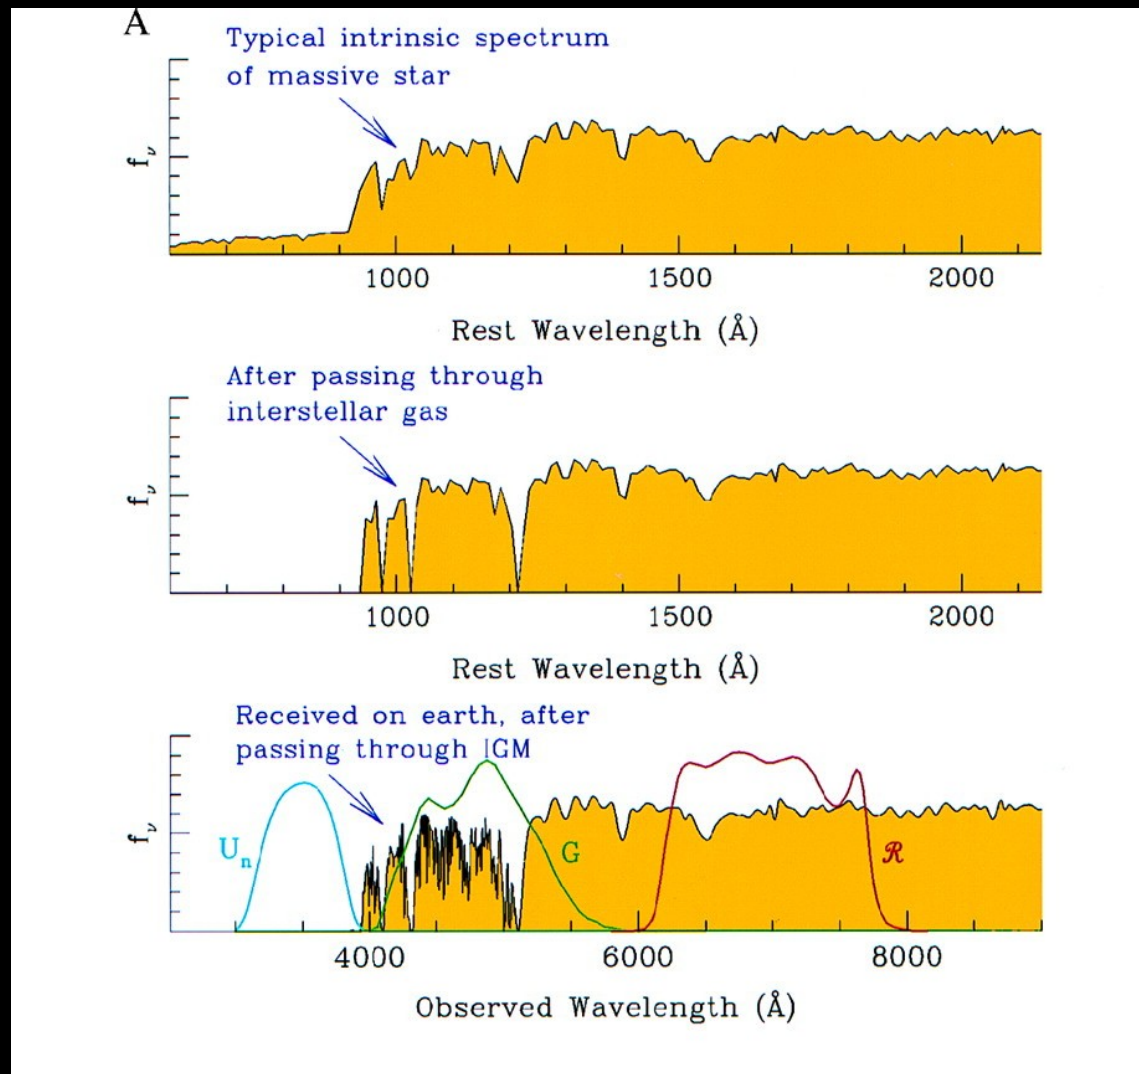 A
Typical intrinsic spectrum
of massive star
f_ν
1000
1500
2000
Rest Wavelength (Å)
After passing through
interstellar gas
f_ν
1000
1500
2000
Rest Wavelength (Å)
Received on earth, after
passing through IGM
f_ν
U_n
G
ℛ
4000
6000
8000
Observed Wavelength (Å)